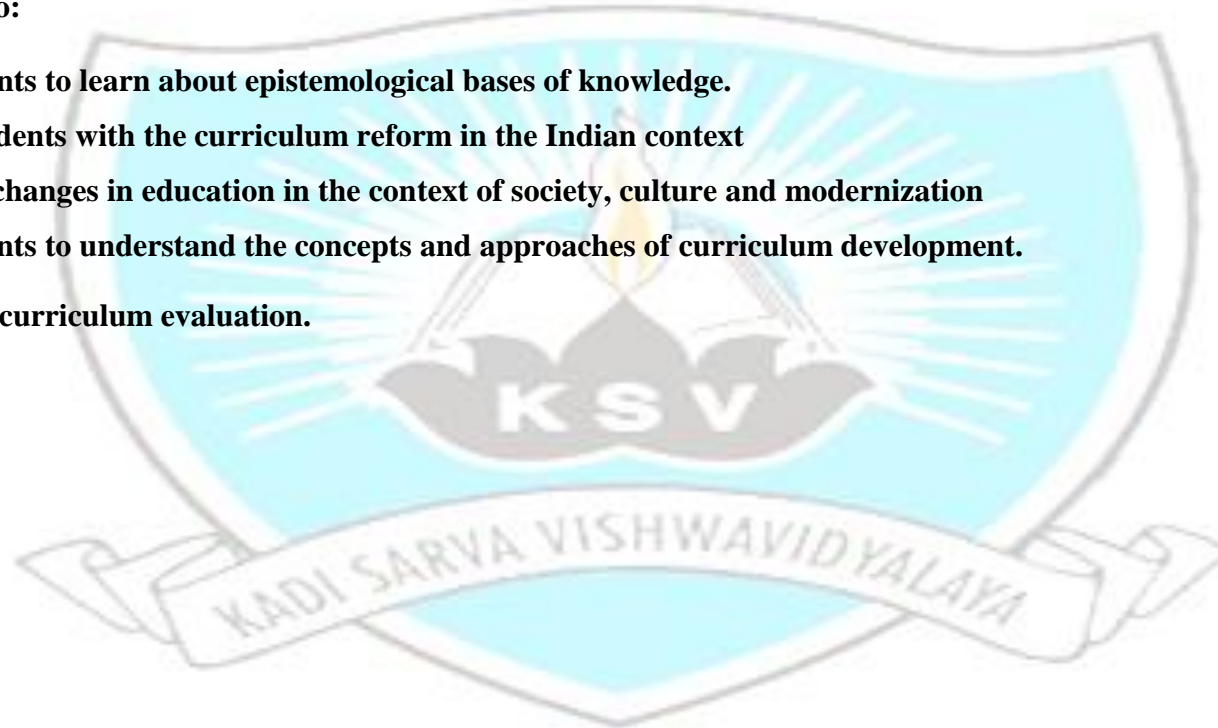 o:
nts to learn about epistemological bases of knowledge.
dents with the curriculum reform in the Indian context
changes in education in the context of society, culture and modernization
nts to understand the concepts and approaches of curriculum development.
curriculum evaluation.
KSV
KADI SARVA VISHWAVIDYALAYA